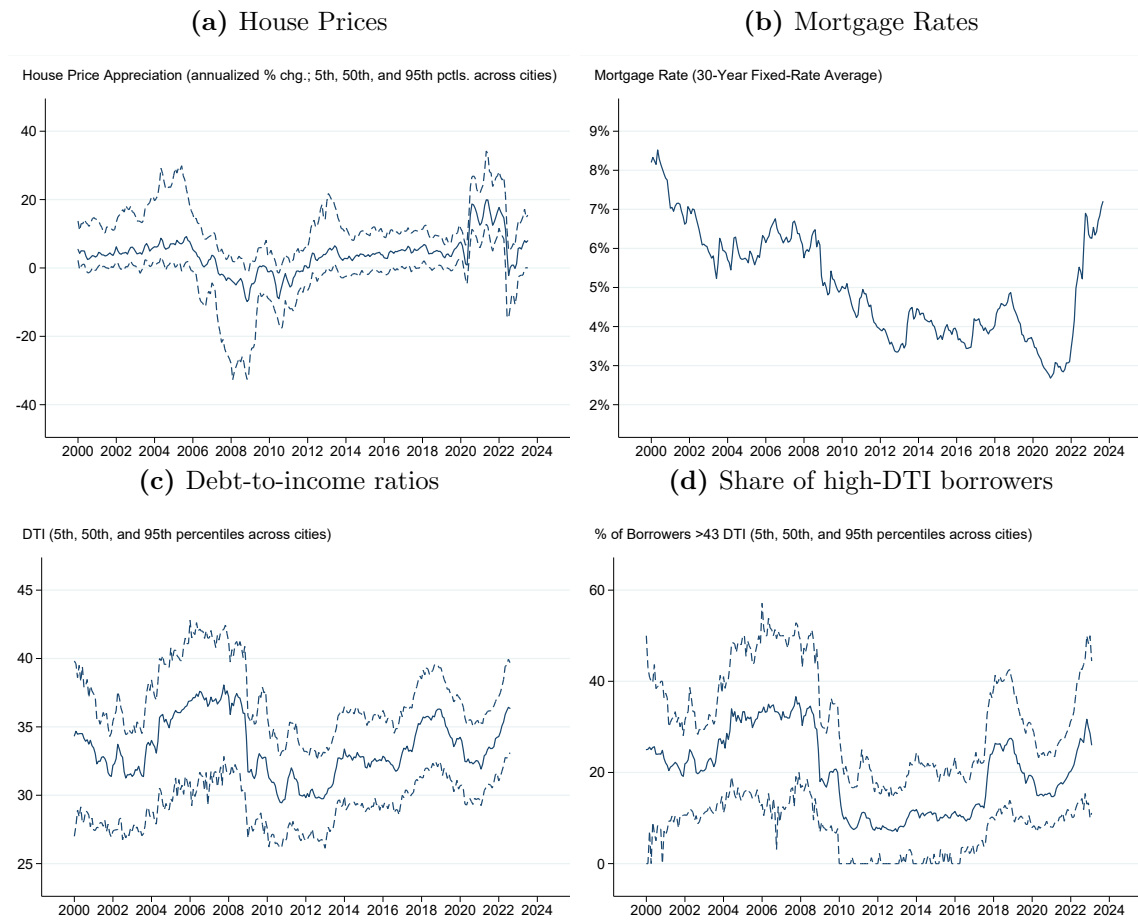 (a) House Prices
House Price Appreciation (annualized % chg.; 5th, 50th, and 95th pctls. across cities)
40
20
0
-20
-40
2000 2002 2004 2006 2008 2010 2012 2014 2016 2018 2020 2022 2024
(b) Mortgage Rates
Mortgage Rate (30-Year Fixed-Rate Average)
9%
8%
7%
6%
5%
4%
3%
2%
2000 2002 2004 2006 2008 2010 2012 2014 2016 2018 2020 2022 2024
(c) Debt-to-income ratios
DTI (5th, 50th, and 95th percentiles across cities)
45
40
35
30
25
2000 2002 2004 2006 2008 2010 2012 2014 2016 2018 2020 2022 2024
(d) Share of high-DTI borrowers
% of Borrowers >43 DTI (5th, 50th, and 95th percentiles across cities)
60
40
20
0
2000 2002 2004 2006 2008 2010 2012 2014 2016 2018 2020 2022 2024